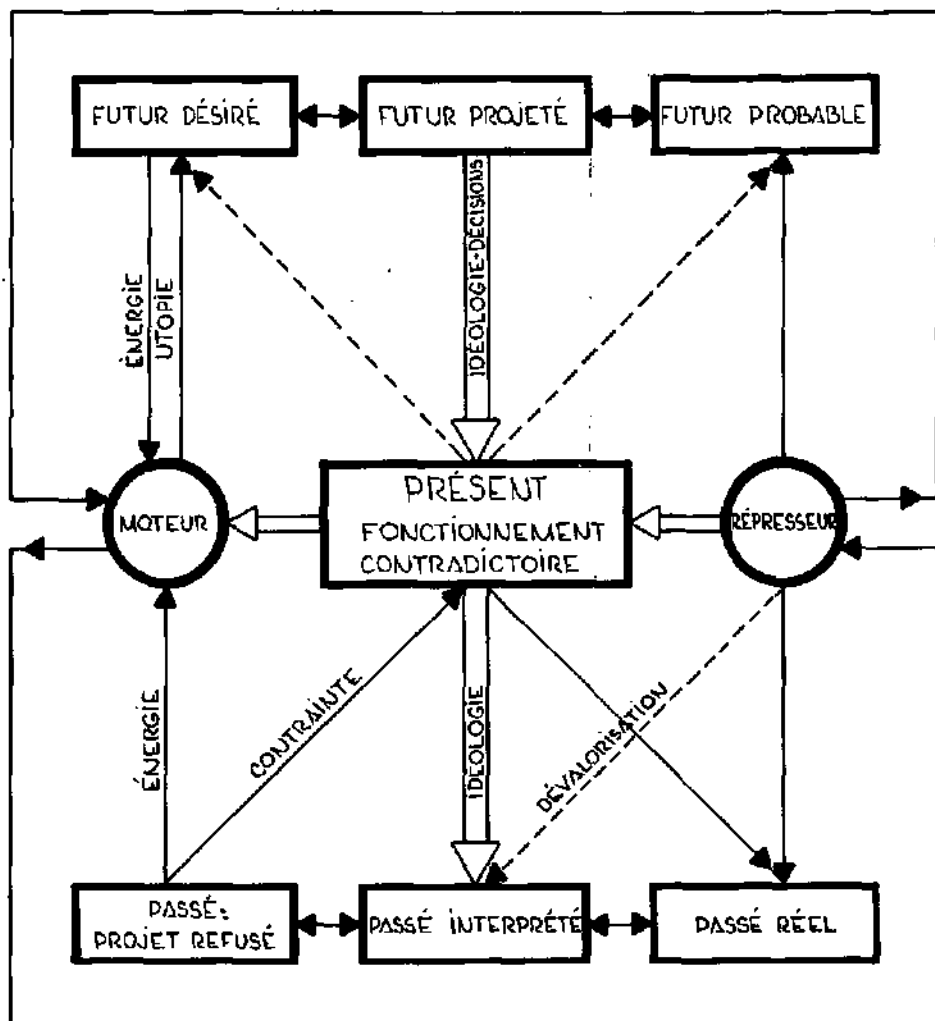 FUTUR DÉSIRÉ
FUTUR PROJETÉ
FUTUR PROBABLE
ÉNERGIE
UTOPIE
IDÉOLOGIE-DÉCISIONS
MOTEUR
PRÉSENT
FONCTIONNEMENT
CONTRADICTOIRE
RÉPRESSEUR
ÉNERGIE
CONTRAINTE
IDEOLOGIE
DÉVALORISATION
PASSÉ:
PROJET REFUSÉ
PASSÉ INTERPRÉTÉ
PASSÉ RÉEL